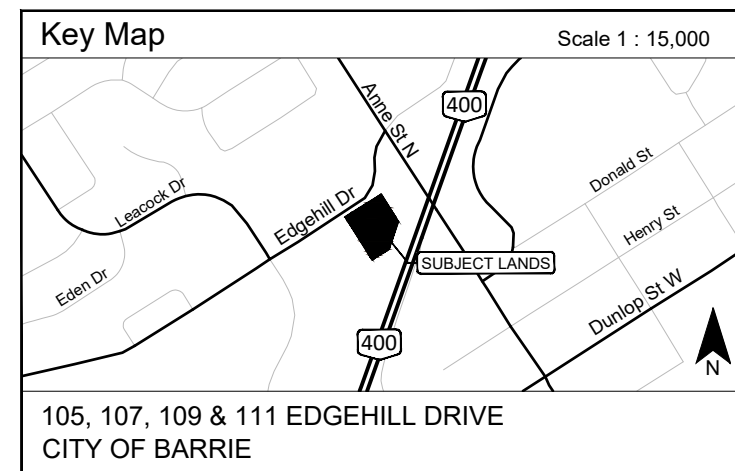 Key Map
Scale 1 : 15,000
400
Anne St N
Donald St
Leacock Dr
Edgehill Dr
Henry St
SUBJECT LANDS
Eden Dr
Dunlop St W
400
N
105, 107, 109 & 111 EDGEHILL DRIVE
CITY OF BARRIE